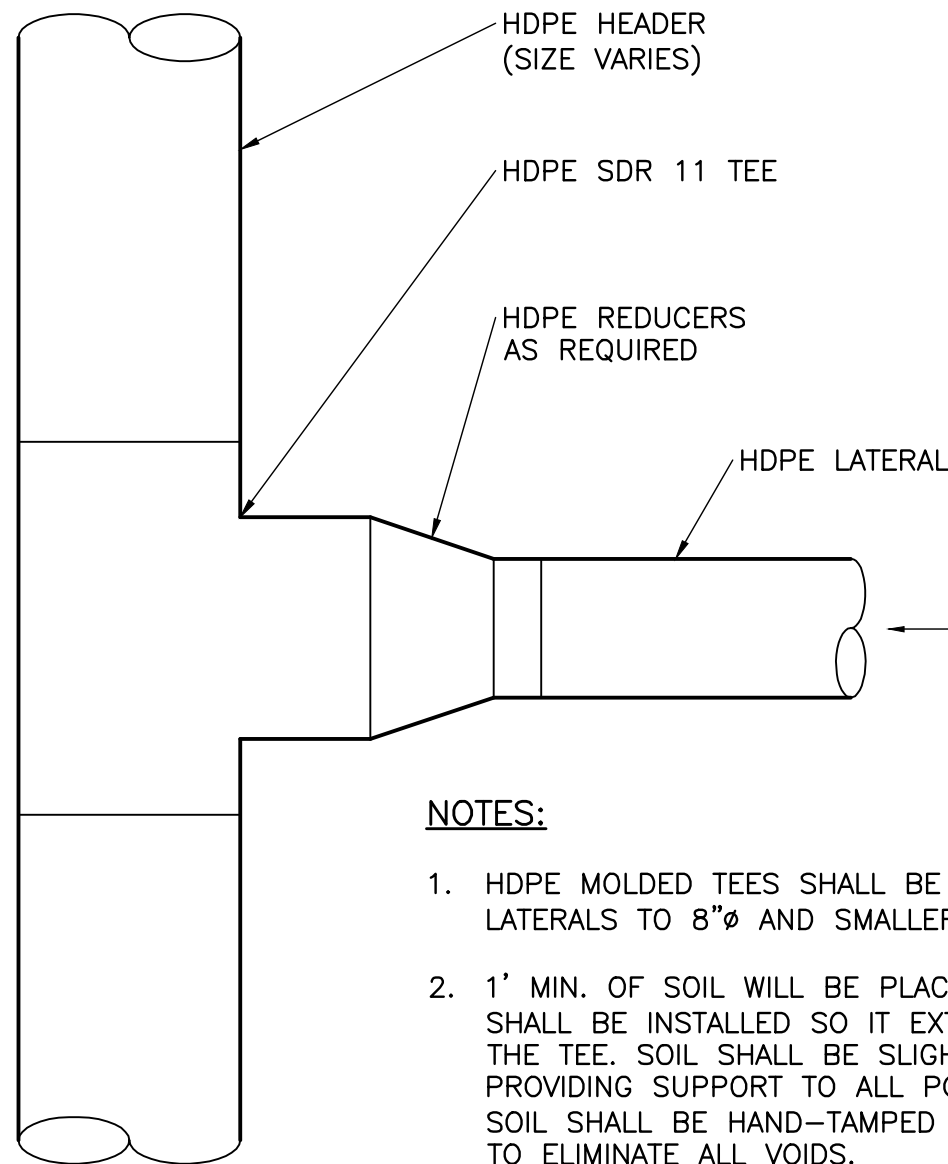 HDPE HEADER
(SIZE VARIES)
HDPE SDR 11 TEE
HDPE REDUCERS
AS REQUIRED
HDPE LATERAL
NOTES:
1. HDPE MOLDED TEES SHALL BE
LATERALS TO 8"ø AND SMALLER
2. 1' MIN. OF SOIL WILL BE PLAC
SHALL BE INSTALLED SO IT EXT
THE TEE. SOIL SHALL BE SLIGH
PROVIDING SUPPORT TO ALL PO
SOIL SHALL BE HAND-TAMPED
TO ELIMINATE ALL VOIDS.